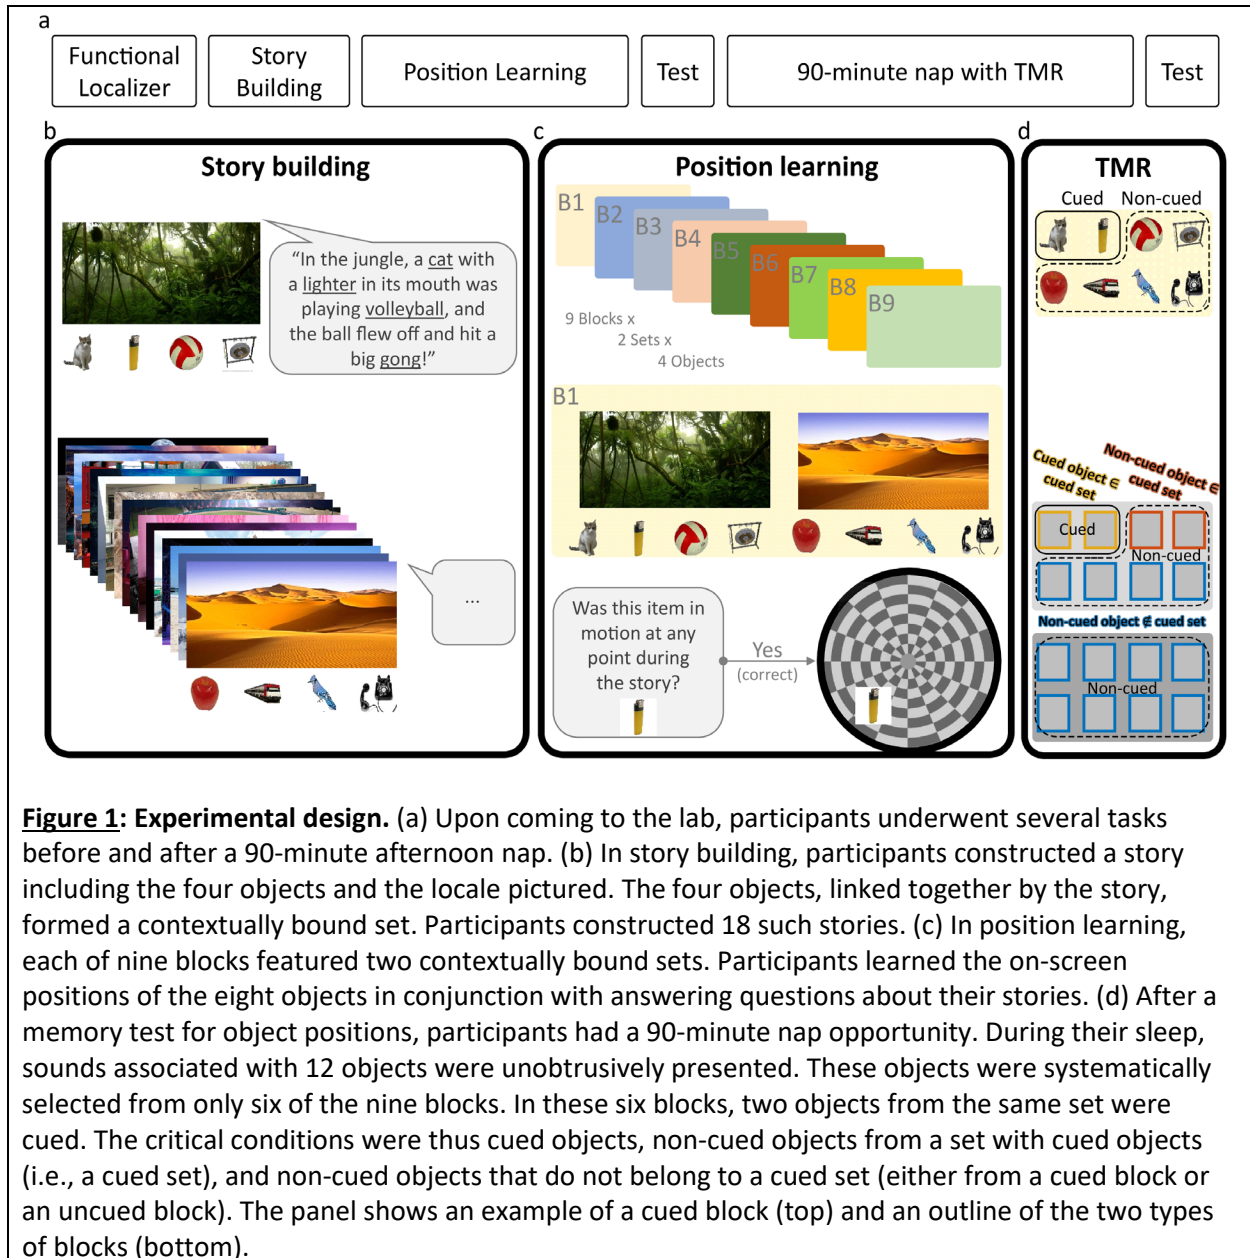 a
Functional
Localizer
Story
Building
Position Learning
Test
90-minute nap with TMR
Test
b
Story building
“In the jungle, a cat with
a lighter in its mouth was
playing volleyball, and
the ball flew off and hit a
big gong!”
...
c
Position learning
B1
B2
B3
B4
B5
B6
B7
B8
B9
9 Blocks x
2 Sets x
4 Objects
B1
Was this item in
motion at any
point during
the story?
Yes
(correct)
d
TMR
Cued Non-cued
Cued object ∈
cued set
Non-cued object ∈
cued set
Cued
Non-cued
Non-cued object ∉ cued set
Non-cued
Figure 1: Experimental design. (a) Upon coming to the lab, participants underwent several tasks
before and after a 90-minute afternoon nap. (b) In story building, participants constructed a story
including the four objects and the locale pictured. The four objects, linked together by the story,
formed a contextually bound set. Participants constructed 18 such stories. (c) In position learning,
each of nine blocks featured two contextually bound sets. Participants learned the on-screen
positions of the eight objects in conjunction with answering questions about their stories. (d) After a
memory test for object positions, participants had a 90-minute nap opportunity. During their sleep,
sounds associated with 12 objects were unobtrusively presented. These objects were systematically
selected from only six of the nine blocks. In these six blocks, two objects from the same set were
cued. The critical conditions were thus cued objects, non-cued objects from a set with cued objects
(i.e., a cued set), and non-cued objects that do not belong to a cued set (either from a cued block or
an uncued block). The panel shows an example of a cued block (top) and an outline of the two types
of blocks (bottom).